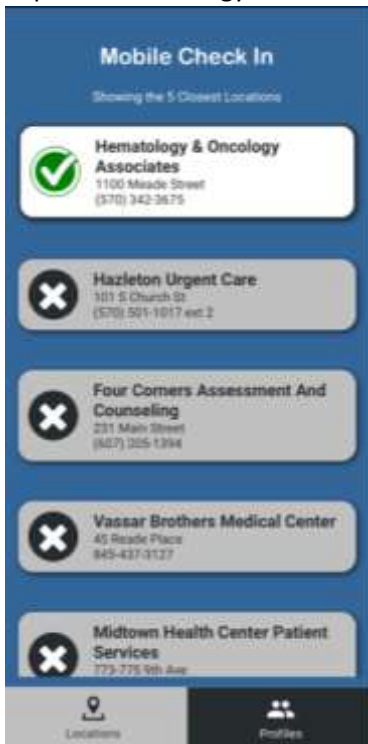 Mobile Check In
Showing the 5 Closest Locations
Hematology & Oncology
Associates
1100 Meade Street
(570) 342-3675
Hazleton Urgent Care
101 S Church St
(570) 501-1017 ext 2
Four Corners Assessment And
Counseling
231 Main Street
(607) 205-1394
Vassar Brothers Medical Center
45 Reade Place
845-437-3127
Midtown Health Center Patient
Services
773-775 9th Ave
Locations
Profiles